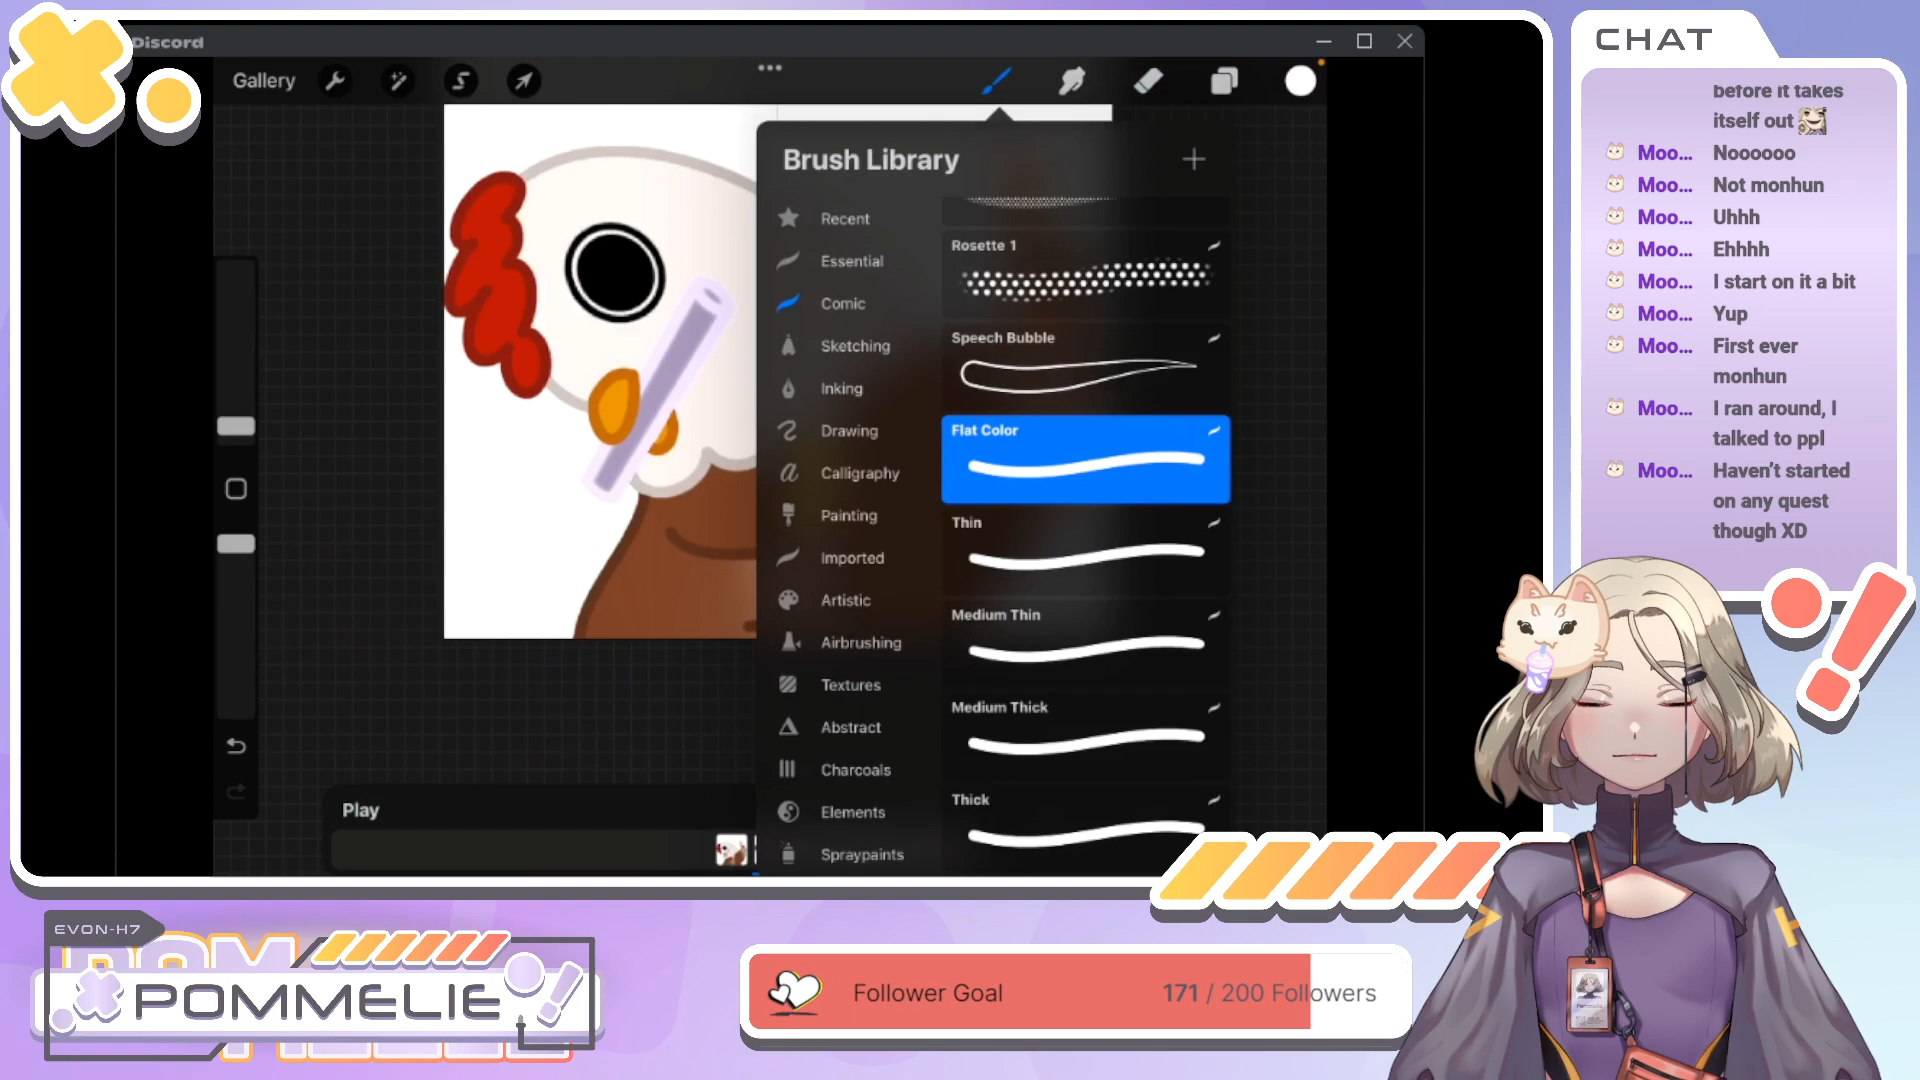 Discord
Gallery
Brush Library
Recent
Essential
Comic
Sketching
Inking
Drawing
Calligraphy
Painting
Imported
Artistic
Airbrushing
Textures
Abstract
Charcoals
Elements
Spraypaints
Rosette 1
Speech Bubble
Flat Color
Thin
Medium Thin
Medium Thick
Thick
Play
CHAT
before it takes
itself out
Moo... Noooooo
Moo... Not monhun
Moo... Uhhh
Moo... Ehhhh
Moo... I start on it a bit
Moo... Yup
Moo... First ever
monhun
Moo... I ran around, I
talked to ppl
Moo... Haven't started
on any quest
though XD
EVON-H7
POMMELIE
Follower Goal
171 / 200 Followers